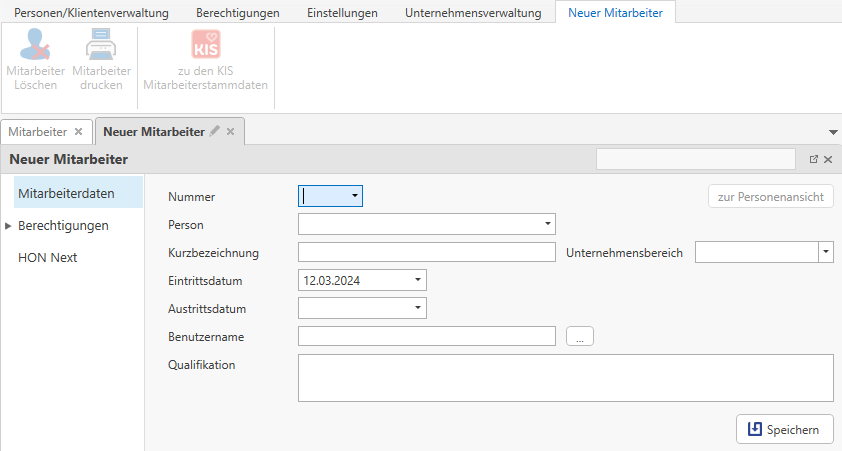 Personen/Klientenverwaltung Berechtigungen Einstellungen Unternehmensverwaltung Neuer Mitarbeiter
KIS
Mitarbeiter Mitarbeiter zu den KIS
Löschen drucken Mitarbeiterstammdaten
Mitarbeiter Neuer Mitarbeiter
Neuer Mitarbeiter
Mitarbeiterdaten Nummer zur Personenansicht
Berechtigungen Person
HON Next Kurzbezeichnung Unternehmensbereich
Eintrittsdatum 12.03.2024
Austrittsdatum
Benutzername ...
Qualifikation
Speichern